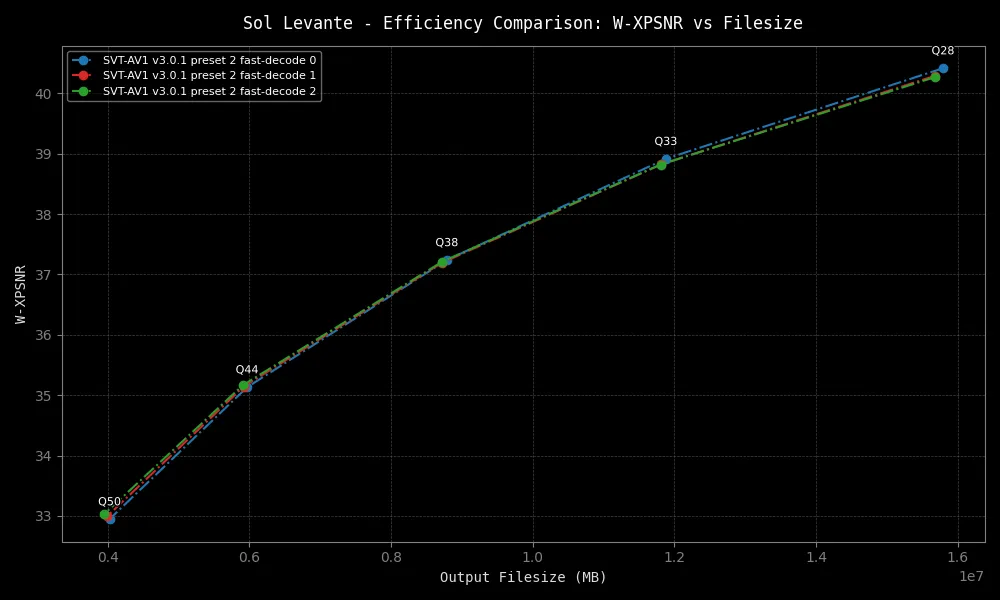 Sol Levante - Efficiency Comparison: W-XPSNR vs Filesize
SVT-AV1 v3.0.1 preset 2 fast-decode 0
SVT-AV1 v3.0.1 preset 2 fast-decode 1
SVT-AV1 v3.0.1 preset 2 fast-decode 2
Q28
Q33
Q38
Q44
Q50
W-XPSNR
40
39
38
37
36
35
34
33
0.4 0.6 0.8 1.0 1.2 1.4 1.6
1e7
Output Filesize (MB)